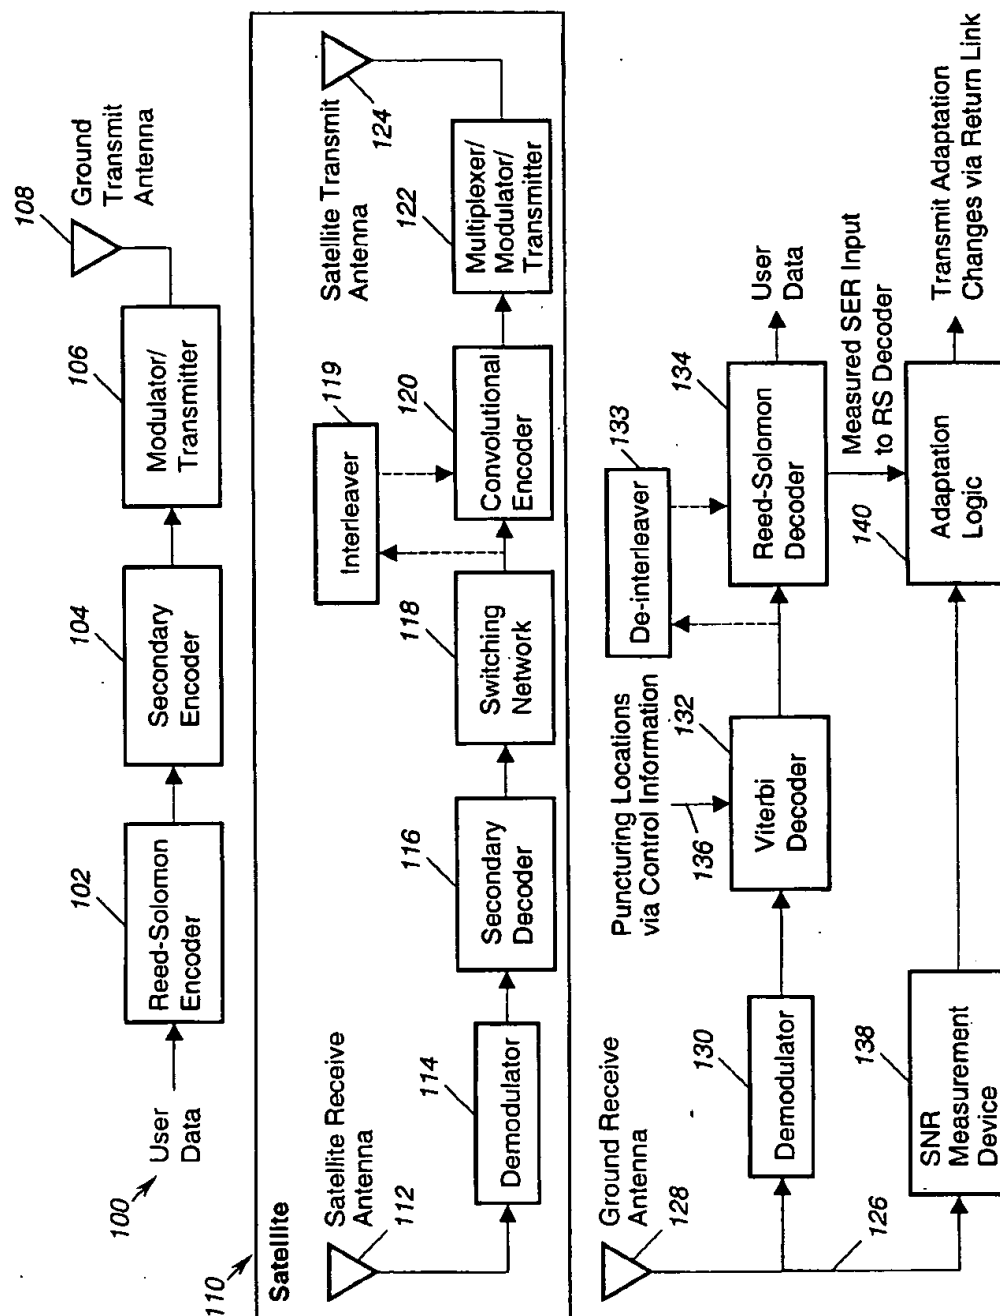 100
User
Data
102
Reed-Solomon
Encoder
104
Secondary
Encoder
106
Modulator/
Transmitter
108
Ground
Transmit
Antenna
110
Satellite
Satellite Receive
Antenna
112
114
Demodulator
116
Secondary
Decoder
118
Switching
Network
Interleaver
119
120
Convolutional
Encoder
122
Multiplexer/
Modulator/
Transmitter
Satellite Transmit
Antenna
124
Ground Receive
Antenna
128
126
130
Demodulator
Puncturing Locations
via Control Information
136
132
Viterbi
Decoder
De-interleaver
133
134
Reed-Solomon
Decoder
User
Data
Measured SER Input
to RS Decoder
138
SNR
Measurement
Device
140
Adaptation
Logic
Transmit Adaptation
Changes via Return Link